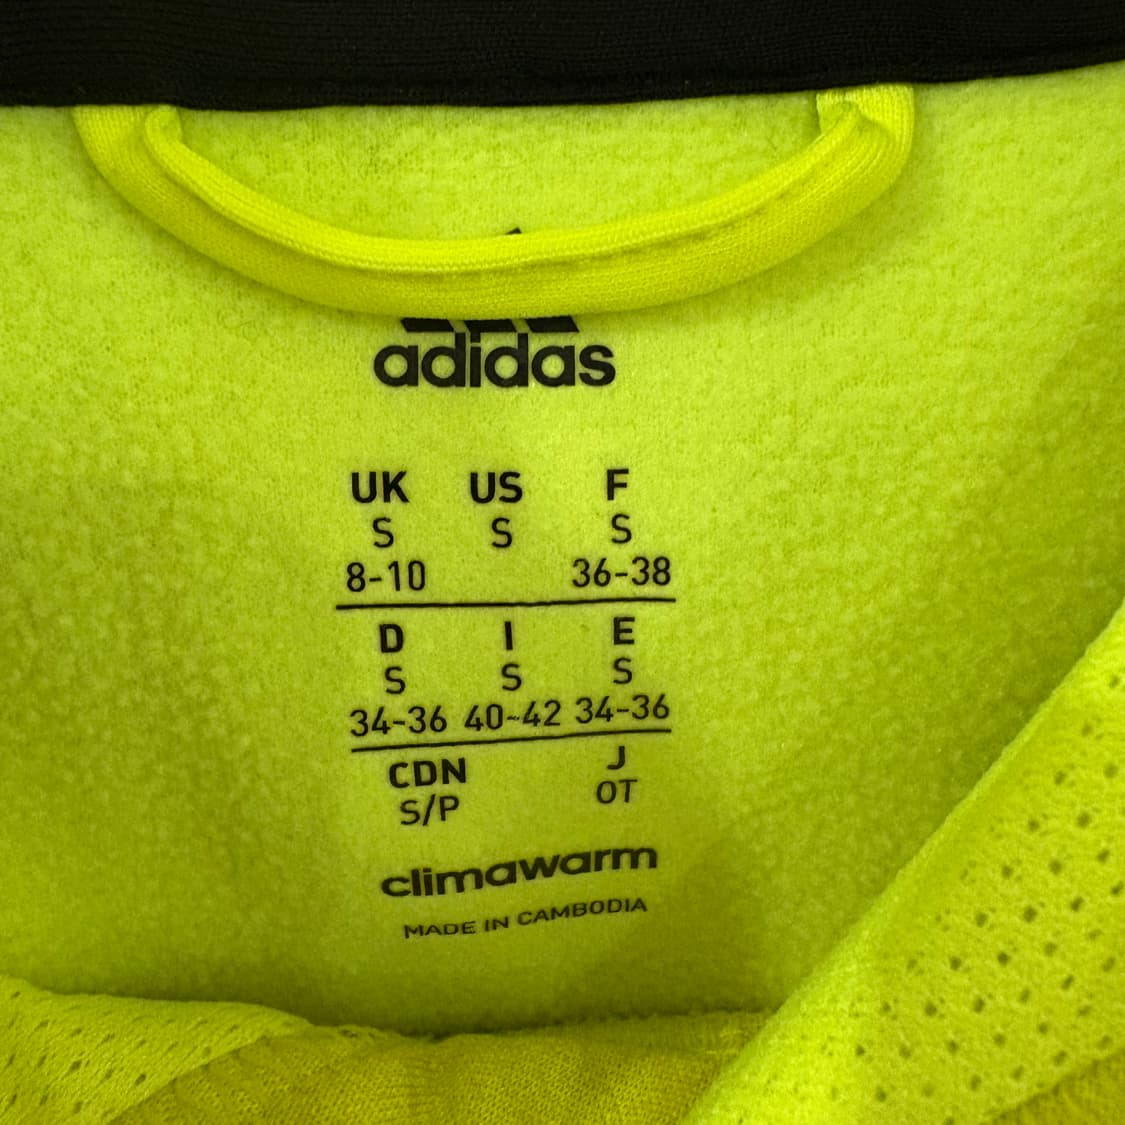 adidas
UK US F
S S S
8-10 36-38
D I E
S S S
34-36 40-42 34-36
CDN J
S/P OT
climawarm
MADE IN CAMBODIA